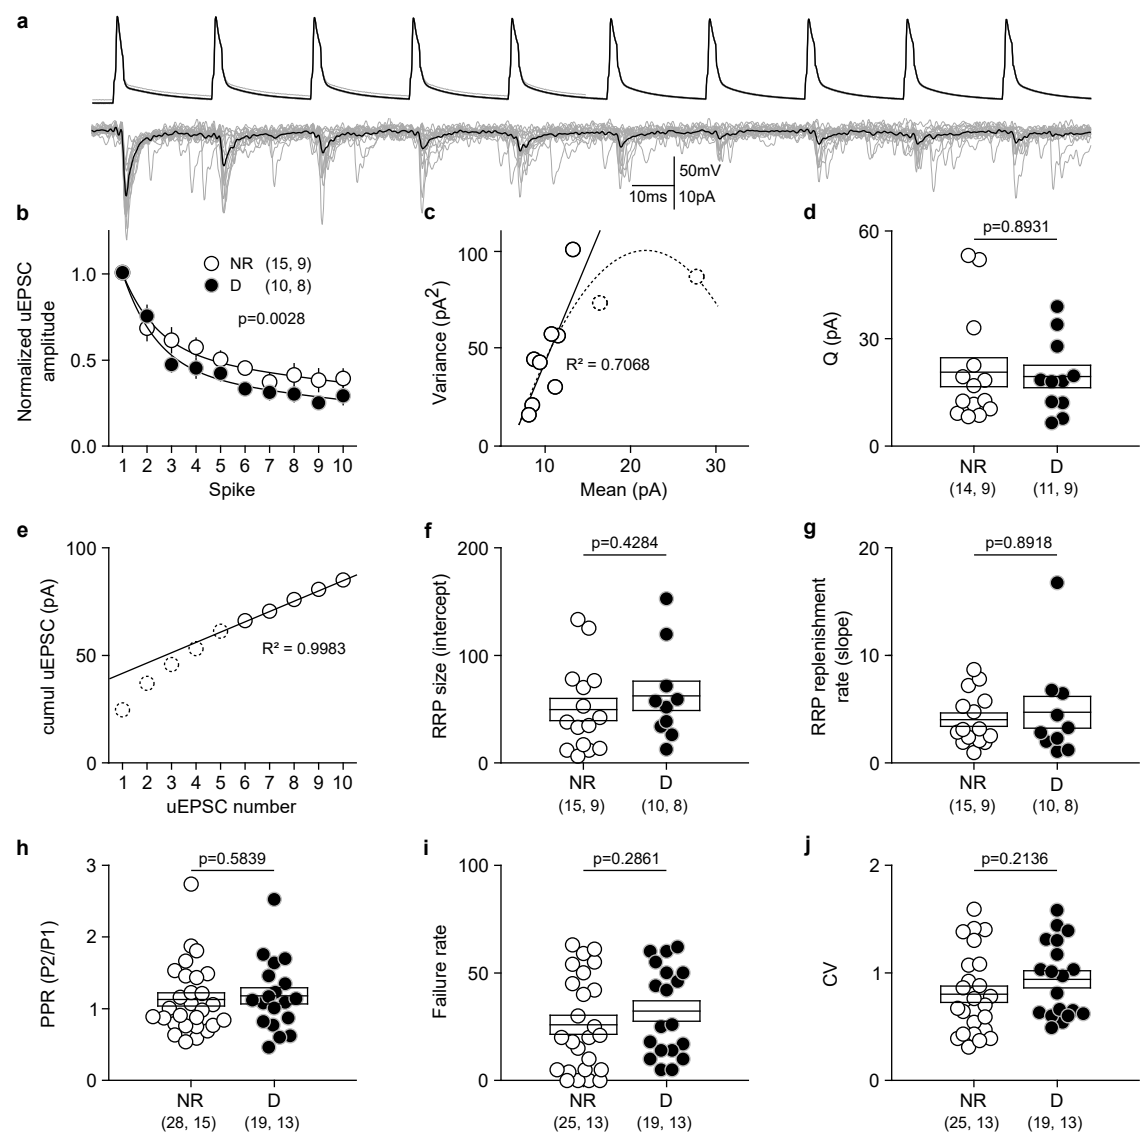 a
50mV
10ms
10pA
b
Normalized uEPSC
amplitude
1.0
0.5
0.0
NR (15, 9)
D (10, 8)
p=0.0028
1 2 3 4 5 6 7 8 9 10
Spike
c
Variance (pA2)
100
50
0
R² = 0.7068
10 20 30
Mean (pA)
d
Q (pA)
60
30
0
p=0.8931
NR D
(14, 9) (11, 9)
e
cumul uEPSC (pA)
100
50
0
R² = 0.9983
1 2 3 4 5 6 7 8 9 10
uEPSC number
f
RRP size (intercept)
200
100
0
p=0.4284
NR D
(15, 9) (10, 8)
g
RRP replenishment
rate (slope)
20
10
0
p=0.8918
NR D
(15, 9) (10, 8)
h
PPR (P2/P1)
3
2
1
0
p=0.5839
NR D
(28, 15) (19, 13)
i
Failure rate
100
50
0
p=0.2861
NR D
(25, 13) (19, 13)
j
CV
2
1
0
p=0.2136
NR D
(25, 13) (19, 13)